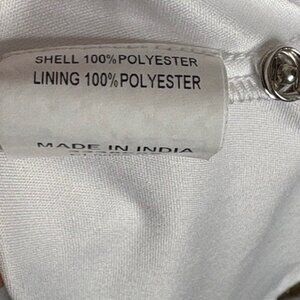 SHELL 100%POLYESTER
LINING 100%POLYESTER
MADE IN INDIA